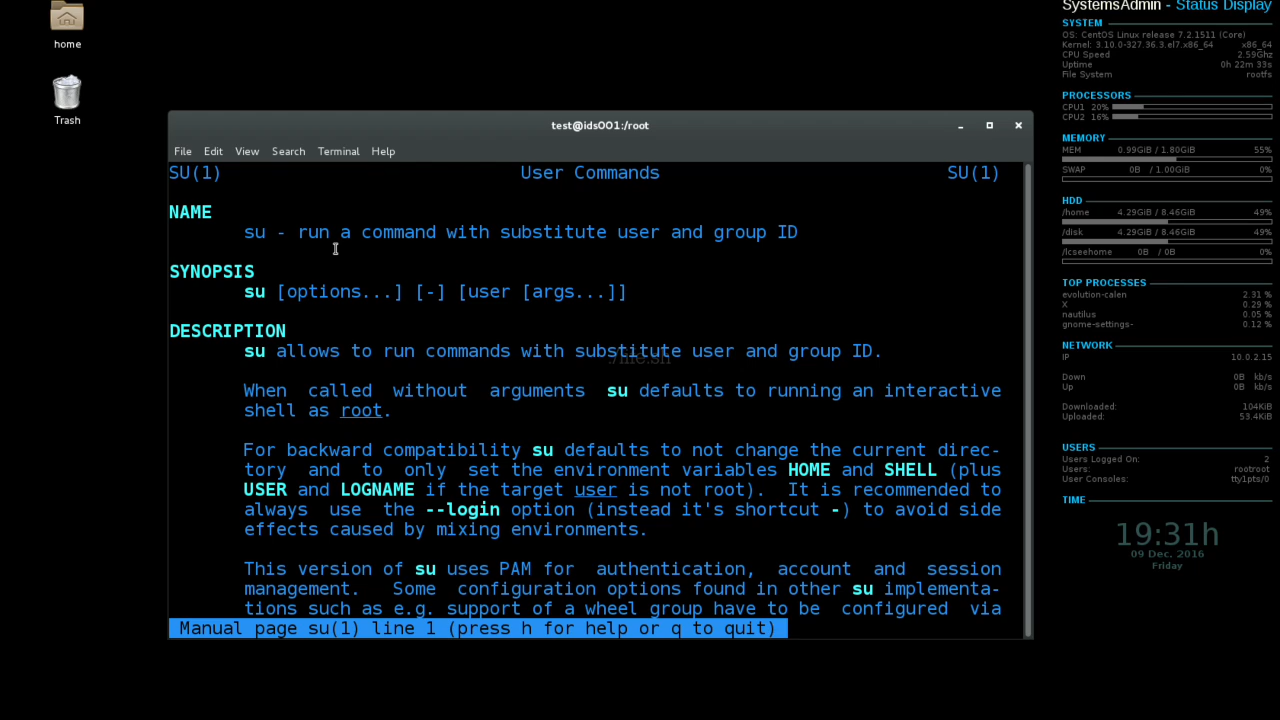 home
Trash
test@ids001:/root
File Edit View Search Terminal Help
SU(1) User Commands SU(1)
NAME
su - run a command with substitute user and group ID
SYNOPSIS
su [options...] [-] [user [args...]]
DESCRIPTION
su allows to run commands with substitute user and group ID.
When called without arguments su defaults to running an interactive
shell as root.
For backward compatibility su defaults to not change the current direc-
tory and to only set the environment variables HOME and SHELL (plus
USER and LOGNAME if the target user is not root). It is recommended to
always use the --login option (instead it's shortcut -) to avoid side
effects caused by mixing environments.
This version of su uses PAM for authentication, account and session
management. Some configuration options found in other su implementa-
tions such as e.g. support of a wheel group have to be configured via
Manual page su(1) line 1 (press h for help or q to quit)
SystemsAdmin - Status Display
SYSTEM
OS: CentOS Linux release 7.2.1511 (Core)
Kernel: 3.10.0-327.36.3.el7.x86_64 x86_64
CPU Speed 2.59Ghz
Uptime 0h 22m 33s
File System rootfs
PROCESSORS
CPU1 20%
CPU2 16%
MEMORY
MEM 0.99GiB / 1.80GiB 55%
SWAP 0B / 1.00GiB 0%
HDD
/home 4.29GiB / 8.46GiB 49%
/disk 4.29GiB / 8.46GiB 49%
/lcseehome 0B / 0B 0%
TOP PROCESSES
evolution-calen 2.31 %
X 0.29 %
nautilus 0.05 %
gnome-settings- 0.12 %
NETWORK
IP 10.0.2.15
Down 0B kb/s
Up 0B kb/s
Downloaded: 104KiB
Uploaded: 53.4KiB
USERS
Users Logged On: 2
Users: rootroot
User Consoles: tty1pts/0
TIME
19:31h
09 Dec. 2016
Friday